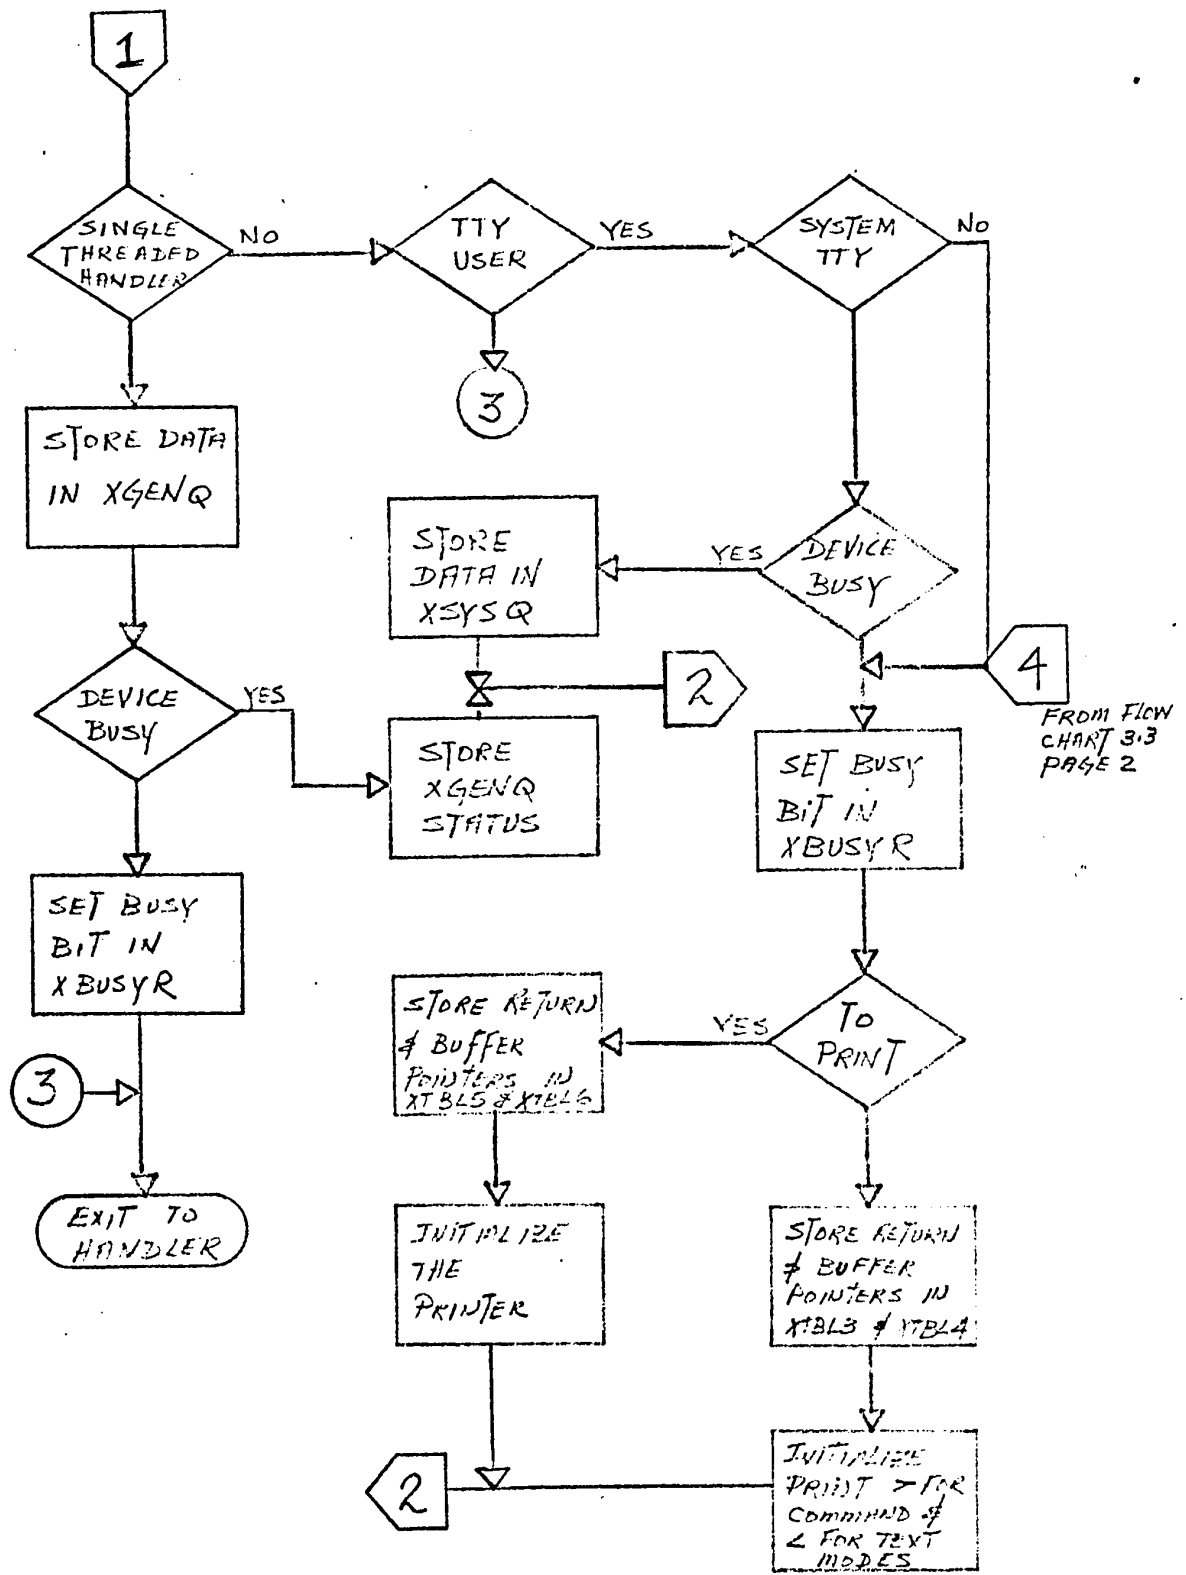 1
SINGLE
THREADED
HANDLER
NO
TTY
USER
YES
SYSTEM
TTY
NO
3
STORE DATA
IN XGENQ
STORE
DATA IN
XSYSQ
YES
DEVICE
BUSY
2
4
FROM FLOW
CHART 3.3
PAGE 2
DEVICE
BUSY
YES
STORE
XGENQ
STATUS
SET BUSY
BIT IN
XBUSYR
SET BUSY
BIT IN
XBUSYR
STORE RETURN
& BUFFER
POINTERS IN
XTBL5 & XTBL6
YES
TO
PRINT
3
EXIT TO
HANDLER
INITIALIZE
THE
PRINTER
STORE RETURN
& BUFFER
POINTERS IN
XTBL3 & XTBL4
2
INITIALIZE
PRINT > FOR
COMMAND &
< FOR TEXT
MODES